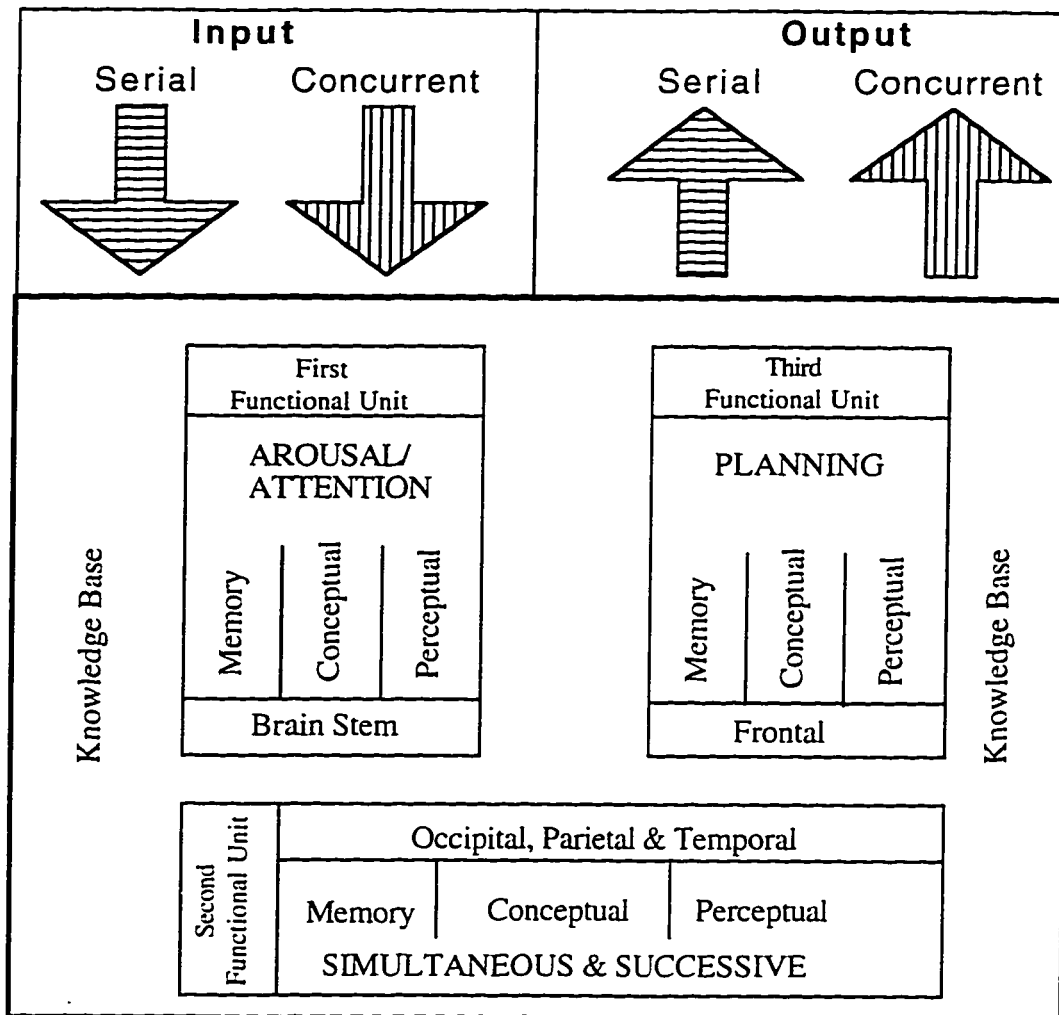 Input
Serial
Concurrent
Output
Serial
Concurrent
Knowledge Base
First
Functional Unit
AROUSAL/
ATTENTION
Memory
Conceptual
Perceptual
Brain Stem
Third
Functional Unit
PLANNING
Memory
Conceptual
Perceptual
Frontal
Knowledge Base
Second
Functional Unit
Occipital, Parietal & Temporal
Memory
Conceptual
Perceptual
SIMULTANEOUS & SUCCESSIVE